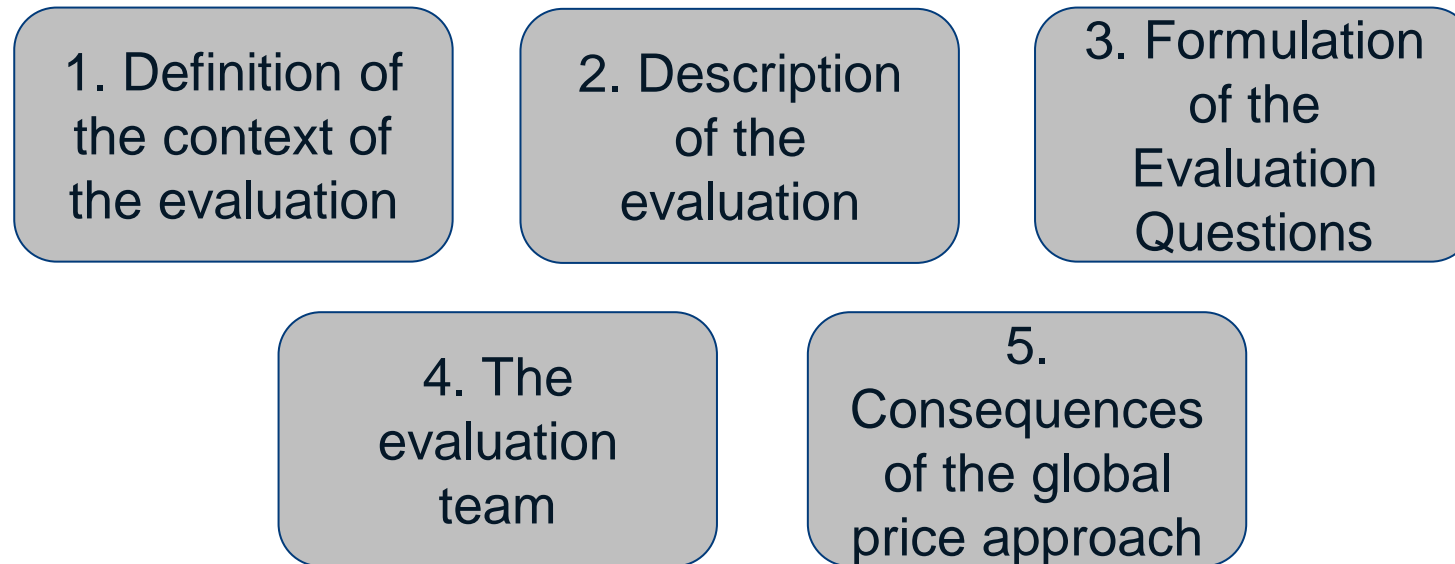 1. Definition of
the context of
the evaluation
2. Description
of the
evaluation
3. Formulation
of the
Evaluation
Questions
4. The
evaluation
team
5.
Consequences
of the global
price approach